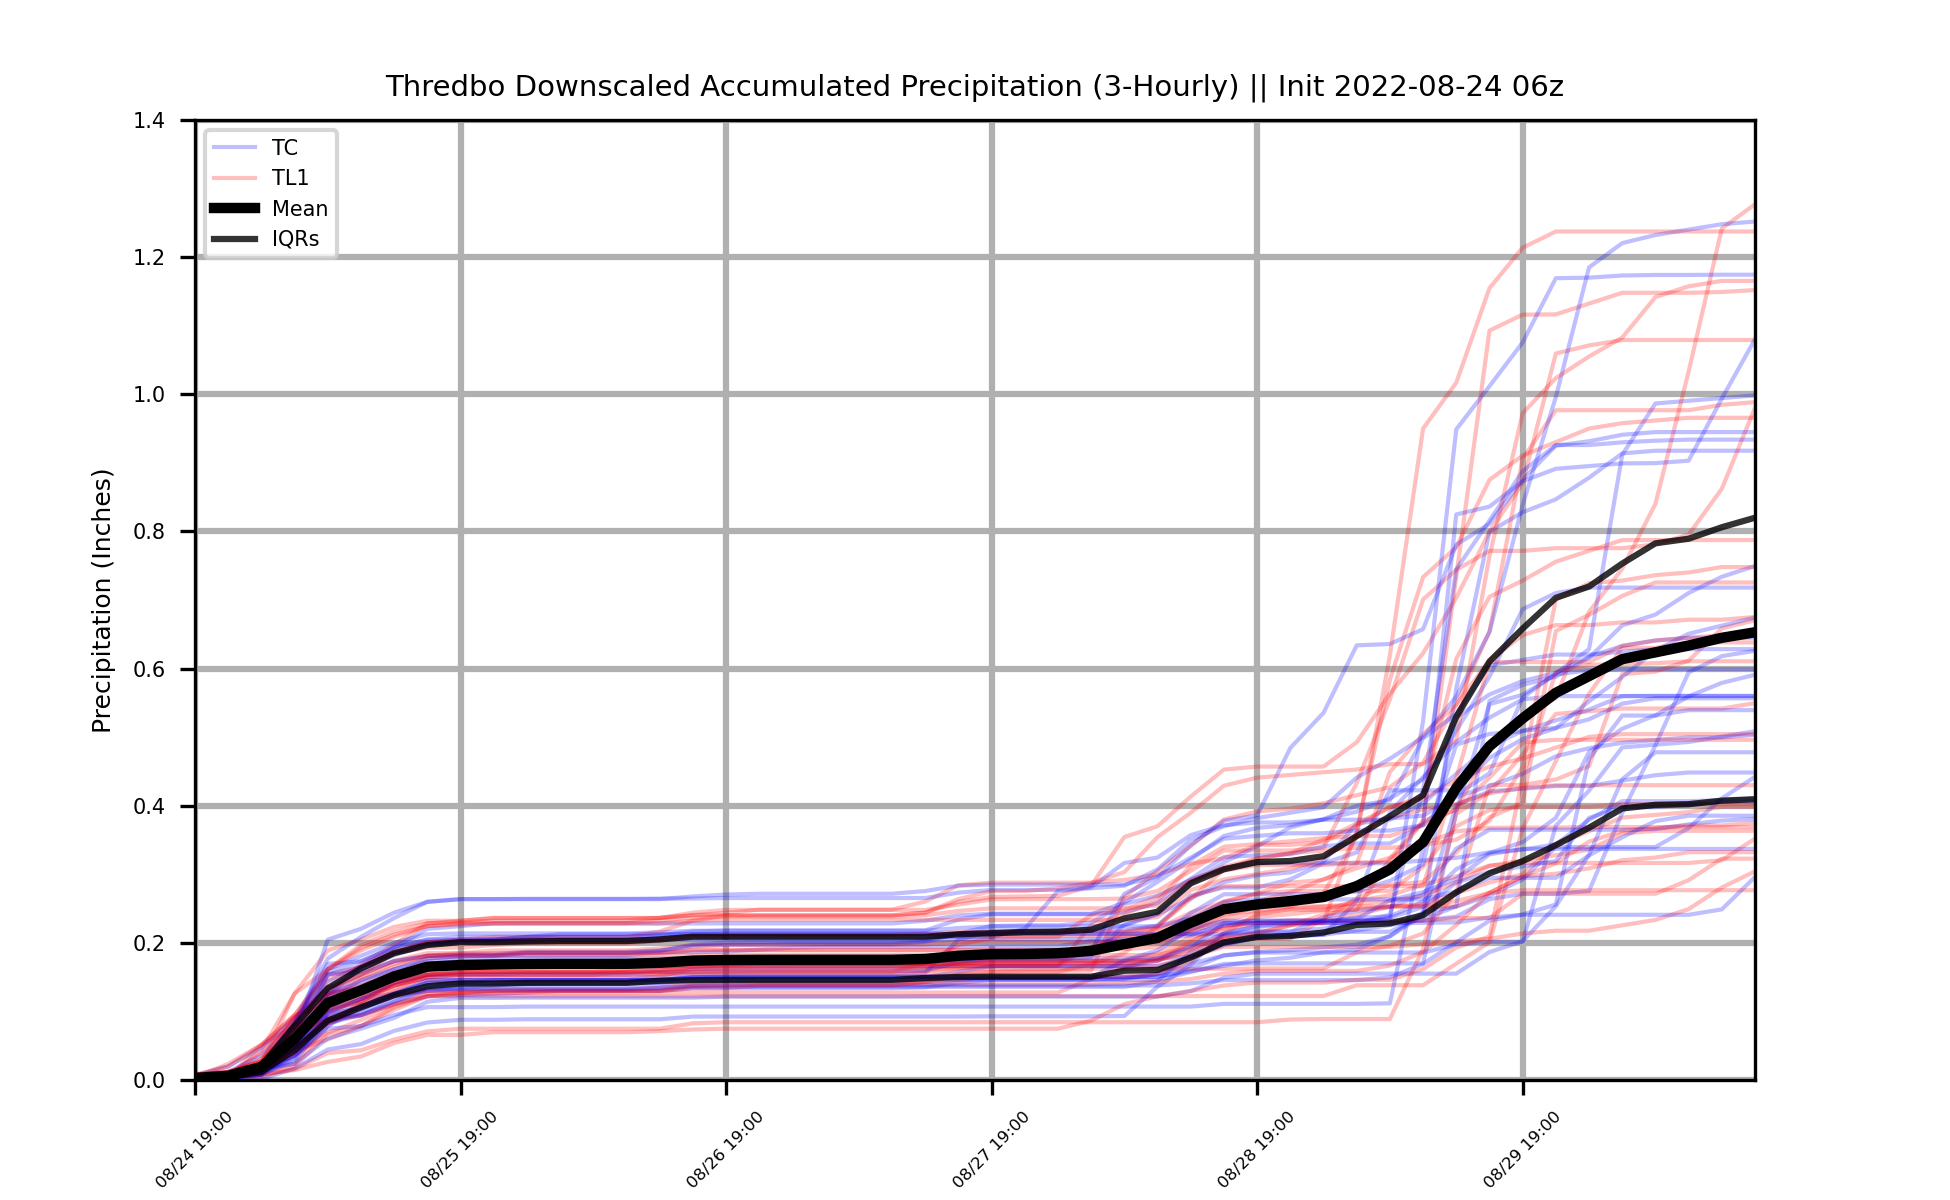 Thredbo Downscaled Accumulated Precipitation (3-Hourly) || Init 2022-08-24 06z
TC
TL1
Mean
IQRs
Precipitation (Inches)
1.4
1.2
1.0
0.8
0.6
0.4
0.2
0.0
08/24 19:00
08/25 19:00
08/26 19:00
08/27 19:00
08/28 19:00
08/29 19:00